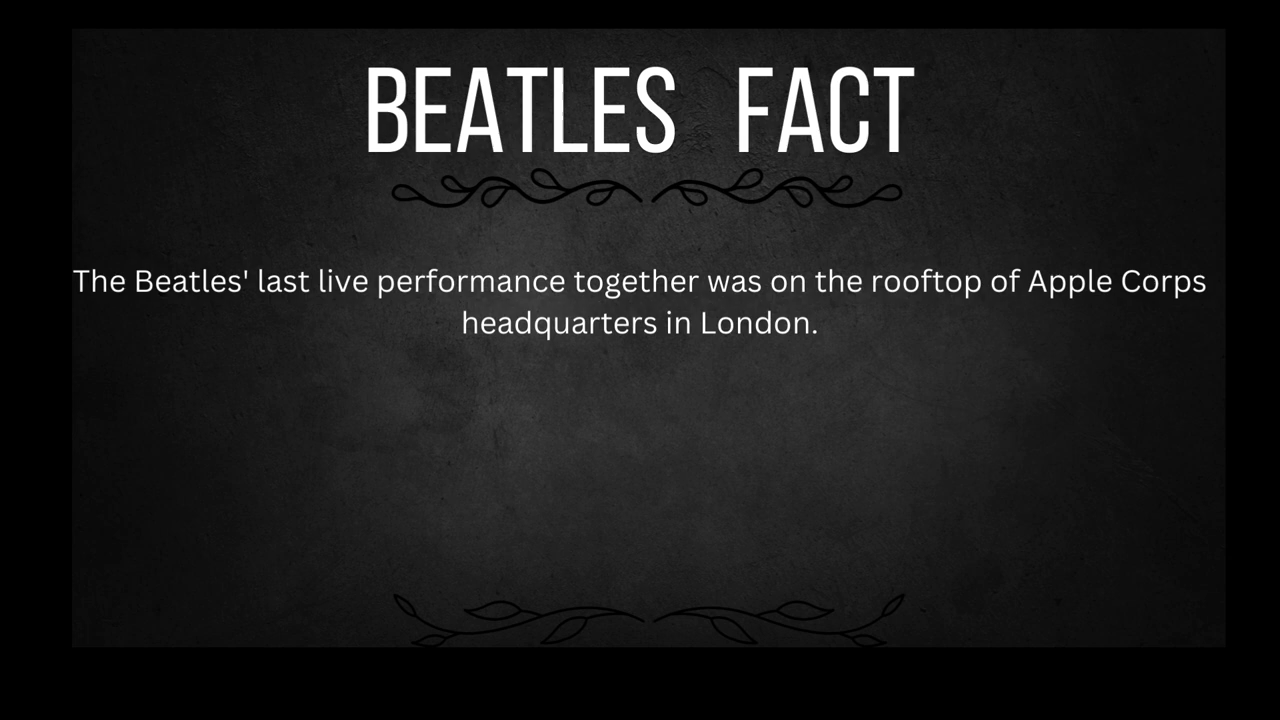 BEATLES FACT
The Beatles' last live performance together was on the rooftop of Apple Corps
headquarters in London.